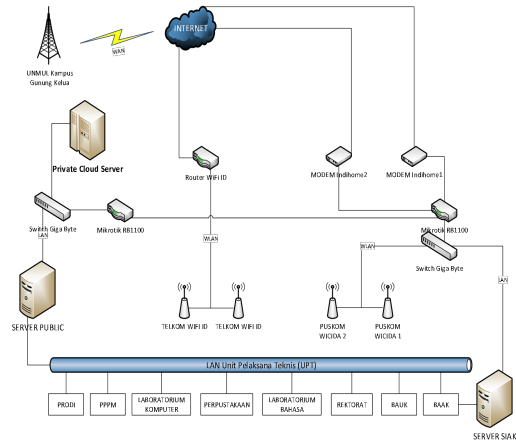 INTERNET
WAN
UNMUL Kampus
Gunung Kelua
Private Cloud Server
Router WiFi ID
MODEM Indihome2
MODEM Indihome1
Switch Giga Byte
Mikrotik RB1100
Mikrotik RB1100
LAN
WLAN
WLAN
Switch Giga Byte
LAN
SERVER PUBLIC
TELKOM WIFI ID
TELKOM WIFI ID
PUSKOM
WICIDA 2
PUSKOM
WICIDA 1
LAN Unit Pelaksana Teknis (UPT)
PRODI
PPPM
LABORATORIUM
KOMPUTER
PERPUSTAKAAN
LABORATORIUM
BAHASA
REKTORAT
BAUK
BAAK
SERVER SIAK